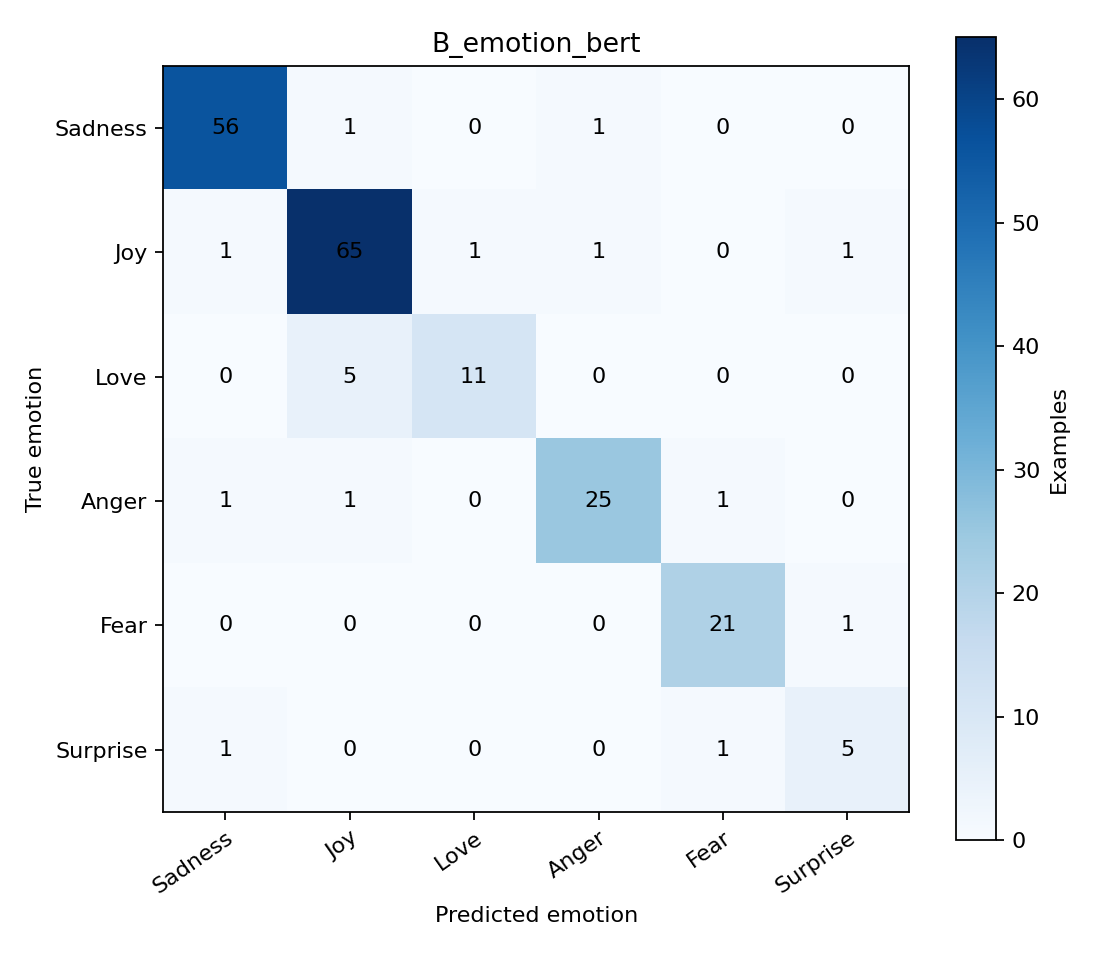 B_emotion_bert
Sadness 56 1 0 1 0 0
Joy 1 65 1 1 0 1
Love 0 5 11 0 0 0
Anger 1 1 0 25 1 0
Fear 0 0 0 0 21 1
Surprise 1 0 0 0 1 5
Sadness Joy Love Anger Fear Surprise
Predicted emotion
True emotion
60
50
40
30
20
10
0
Examples